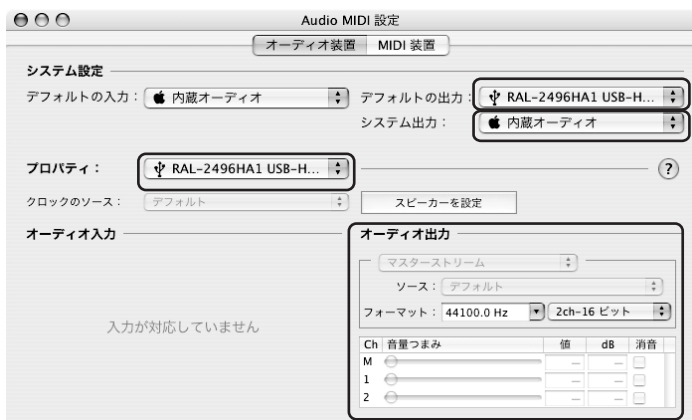 Audio MIDI 設定
オーディオ装置 MIDI 装置
システム設定
デフォルトの入力： 内蔵オーディオ デフォルトの出力： RAL-2496HA1 USB-H...
システム出力： 内蔵オーディオ
プロパティ： RAL-2496HA1 USB-H... ?
クロックのソース： デフォルト スピーカーを設定
オーディオ入力 オーディオ出力
マスターストリーム
ソース： デフォルト
フォーマット： 44100.0 Hz 2ch-16 ビット
入力が対応していません
Ch 音量つまみ 値 dB 消音
M — —
1 — —
2 — —